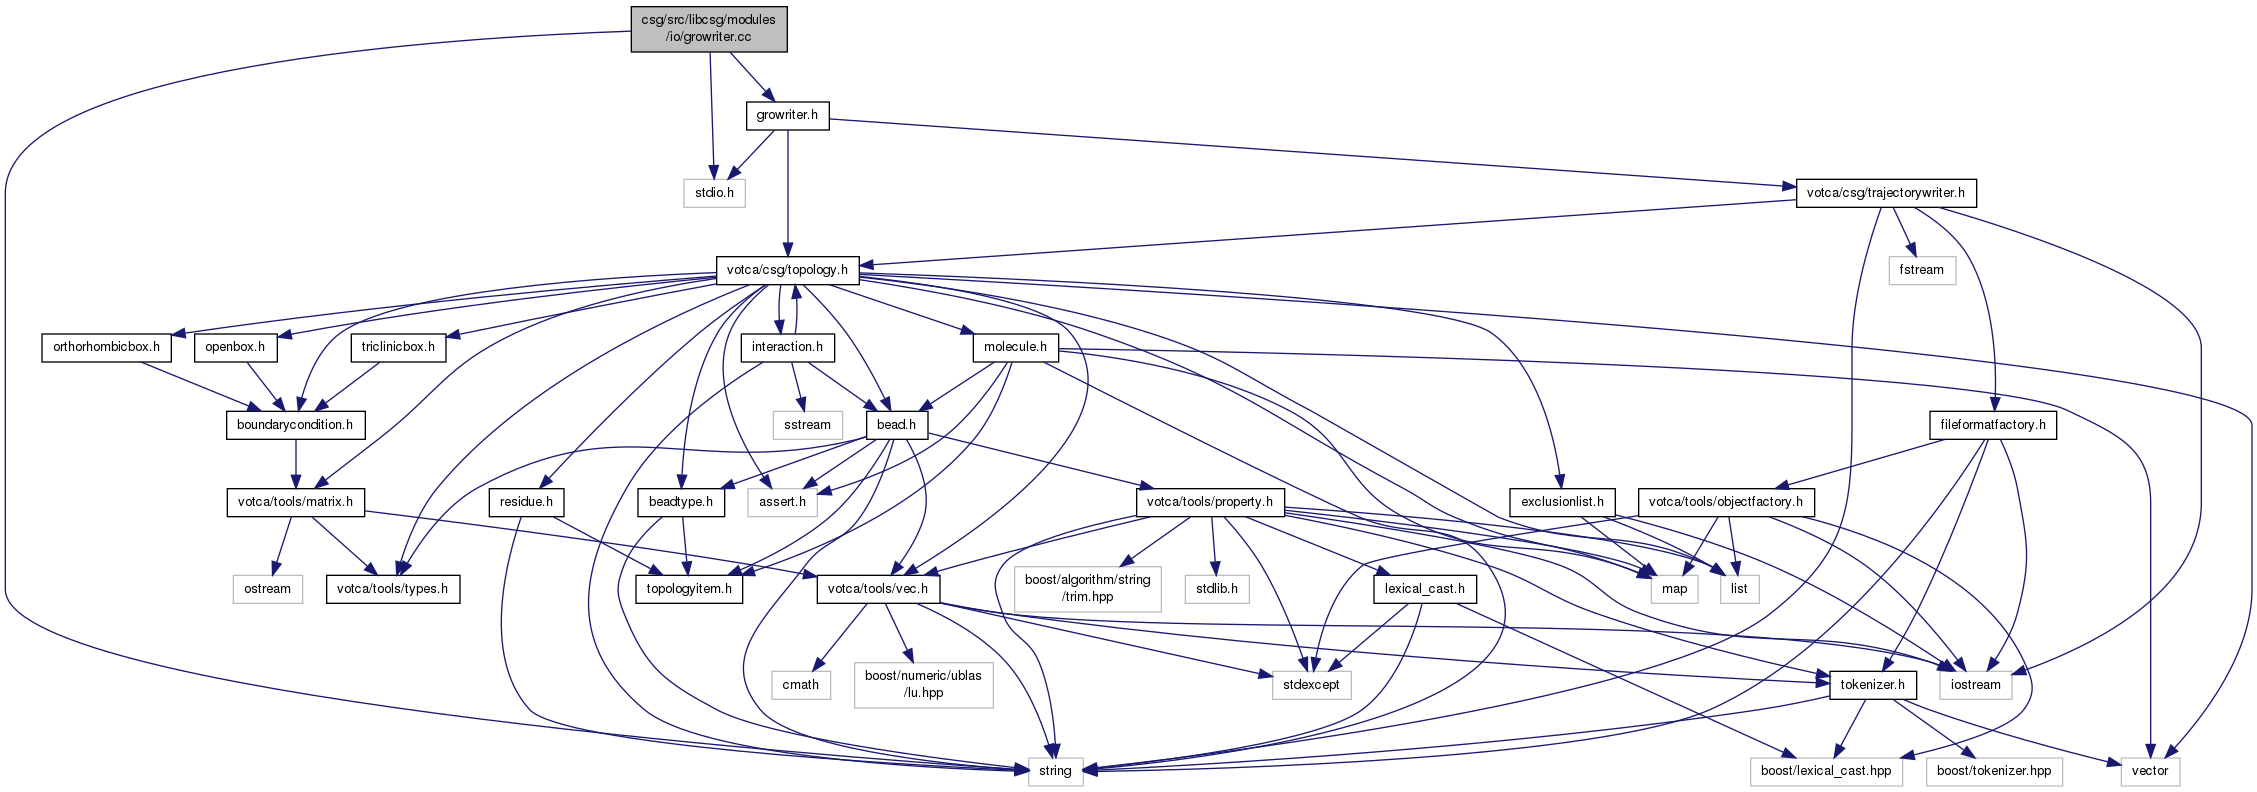 csg/src/libcsg/modules
/io/growriter.cc
growriter.h
stdio.h
votca/csg/trajectorywriter.h
votca/csg/topology.h
fstream
orthorhombicbox.h
openbox.h
triclinicbox.h
interaction.h
molecule.h
boundarycondition.h
sstream
bead.h
fileformatfactory.h
votca/tools/matrix.h
residue.h
beadtype.h
assert.h
votca/tools/property.h
exclusionlist.h
votca/tools/objectfactory.h
ostream
votca/tools/types.h
topologyitem.h
votca/tools/vec.h
boost/algorithm/string
/trim.hpp
stdlib.h
lexical_cast.h
map
list
cmath
boost/numeric/ublas
/lu.hpp
stdexcept
tokenizer.h
iostream
string
boost/lexical_cast.hpp
boost/tokenizer.hpp
vector